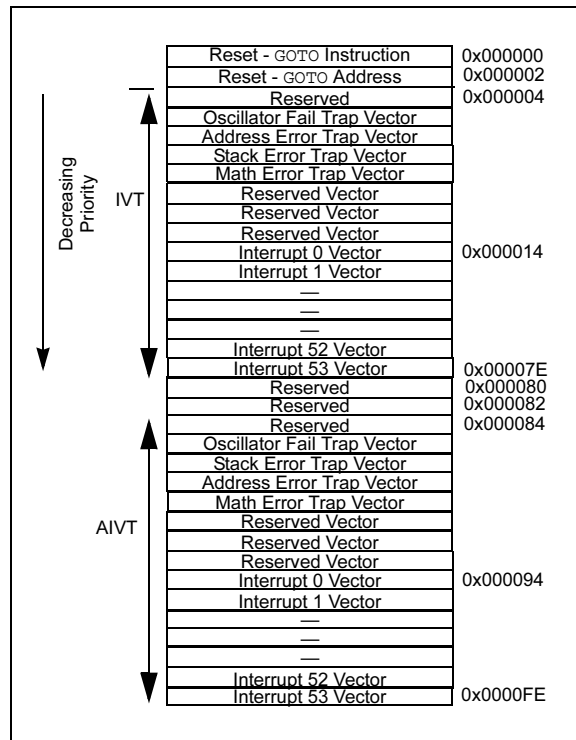 Reset - GOTO Instruction 0x000000
Reset - GOTO Address 0x000002
Reserved 0x000004
Oscillator Fail Trap Vector
Address Error Trap Vector
Stack Error Trap Vector
Math Error Trap Vector
Reserved Vector
Reserved Vector
Reserved Vector
Interrupt 0 Vector 0x000014
Interrupt 1 Vector
—
—
—
Interrupt 52 Vector
Interrupt 53 Vector 0x00007E
Reserved 0x000080
Reserved 0x000082
Reserved 0x000084
Oscillator Fail Trap Vector
Stack Error Trap Vector
Address Error Trap Vector
Math Error Trap Vector
Reserved Vector
Reserved Vector
Reserved Vector
Interrupt 0 Vector 0x000094
Interrupt 1 Vector
—
—
—
Interrupt 52 Vector
Interrupt 53 Vector 0x0000FE
Decreasing
Priority
IVT
AIVT